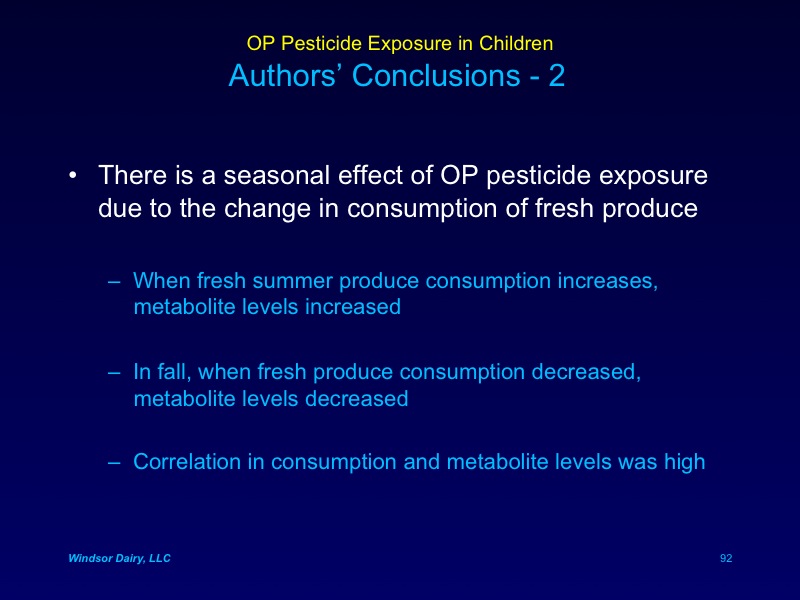 OP Pesticide Exposure in Children
Authors’ Conclusions - 2
• There is a seasonal effect of OP pesticide exposure
due to the change in consumption of fresh produce
– When fresh summer produce consumption increases,
metabolite levels increased
– In fall, when fresh produce consumption decreased,
metabolite levels decreased
– Correlation in consumption and metabolite levels was high
Windsor Dairy, LLC
92